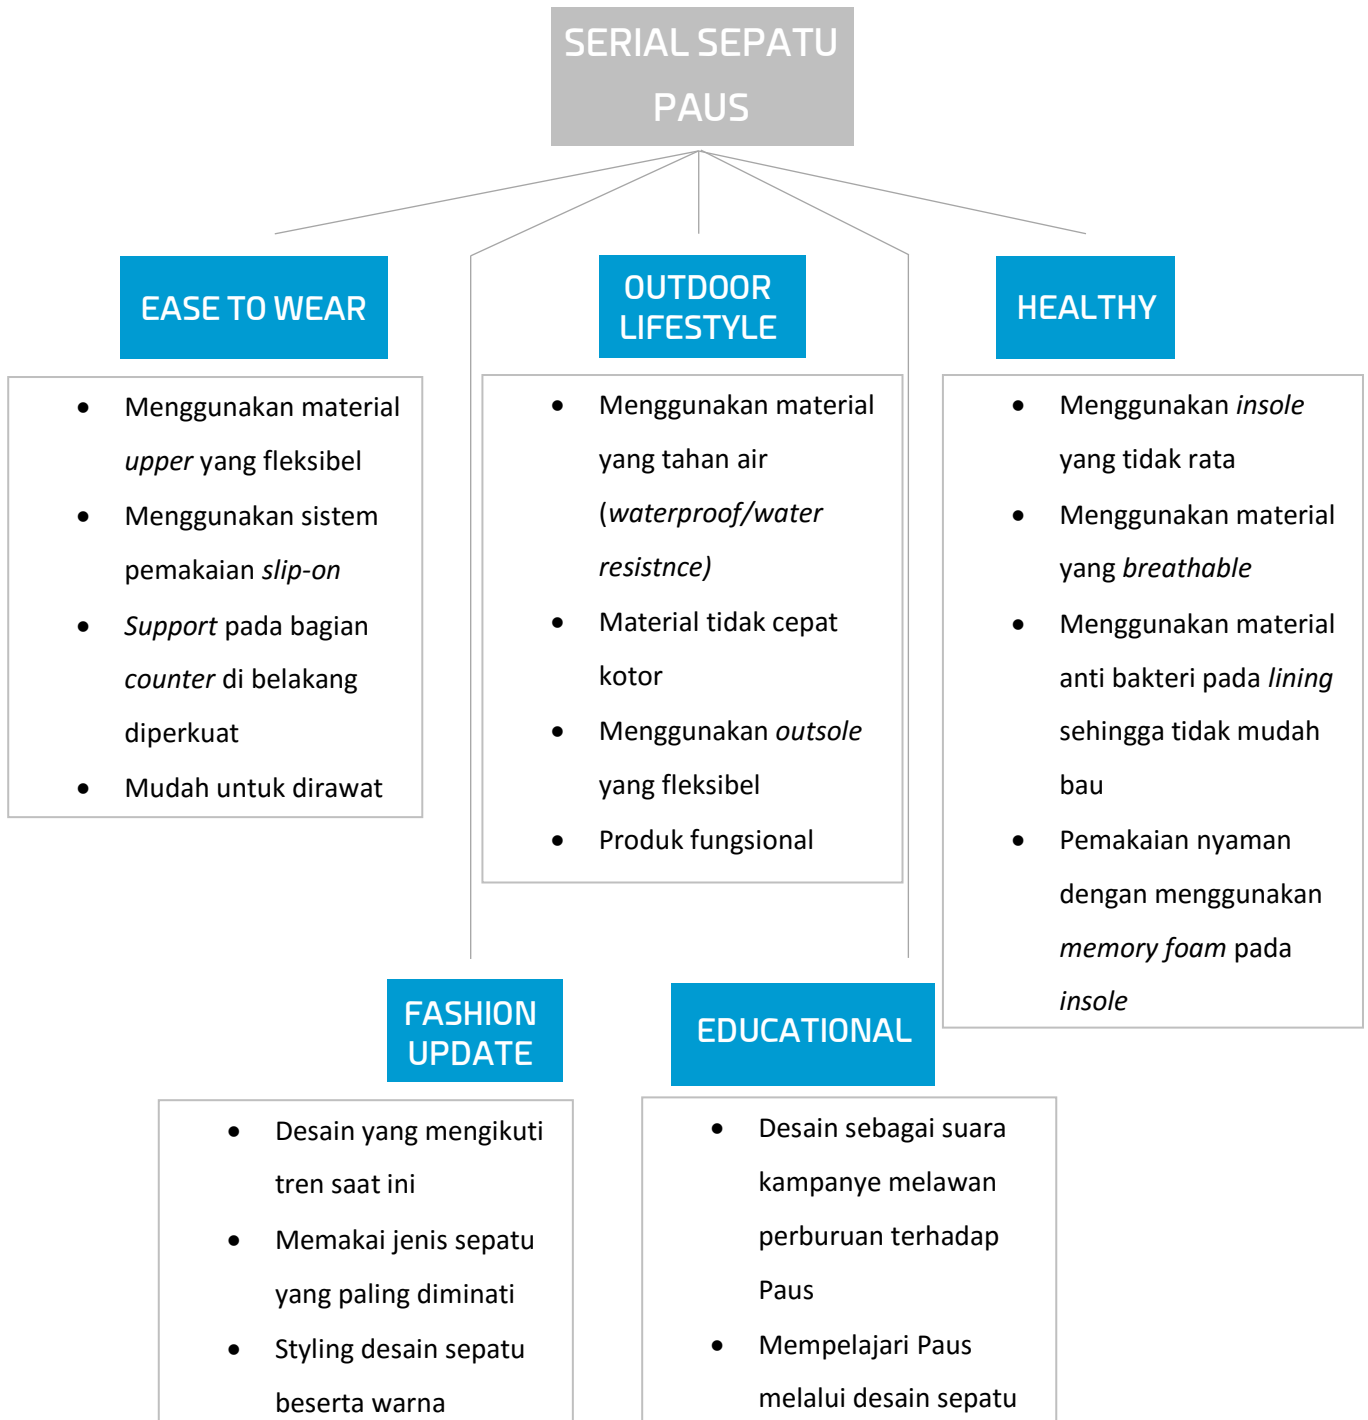 SERIAL SEPATU
PAUS
EASE TO WEAR
• Menggunakan material
upper yang fleksibel
• Menggunakan sistem
pemakaian slip-on
• Support pada bagian
counter di belakang
diperkuat
• Mudah untuk dirawat
OUTDOOR
LIFESTYLE
• Menggunakan material
yang tahan air
(waterproof/water
resistnce)
• Material tidak cepat
kotor
• Menggunakan outsole
yang fleksibel
• Produk fungsional
HEALTHY
• Menggunakan insole
yang tidak rata
• Menggunakan material
yang breathable
• Menggunakan material
anti bakteri pada lining
sehingga tidak mudah
bau
• Pemakaian nyaman
dengan menggunakan
memory foam pada
insole
FASHION
UPDATE
• Desain yang mengikuti
tren saat ini
• Memakai jenis sepatu
yang paling diminati
• Styling desain sepatu
beserta warna
EDUCATIONAL
• Desain sebagai suara
kampanye melawan
perburuan terhadap
Paus
• Mempelajari Paus
melalui desain sepatu